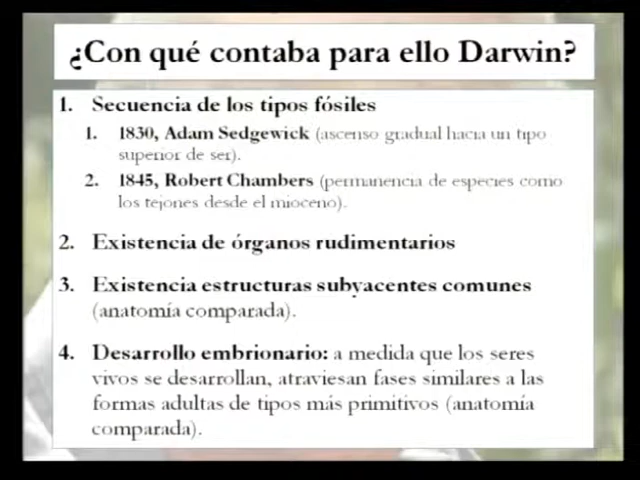 ¿Con qué contaba para ello Darwin?
1. Secuencia de los tipos fósiles
1. 1830, Adam Sedgewick (ascenso gradual hacia un tipo
superior de ser).
2. 1845, Robert Chambers (permanencia de especies como
los tejones desde el mioceno).
2. Existencia de órganos rudimentarios
3. Existencia estructuras subyacentes comunes
(anatomía comparada).
4. Desarrollo embrionario: a medida que los seres
vivos se desarrollan, atraviesan fases similares a las
formas adultas de tipos más primitivos (anatomía
comparada).